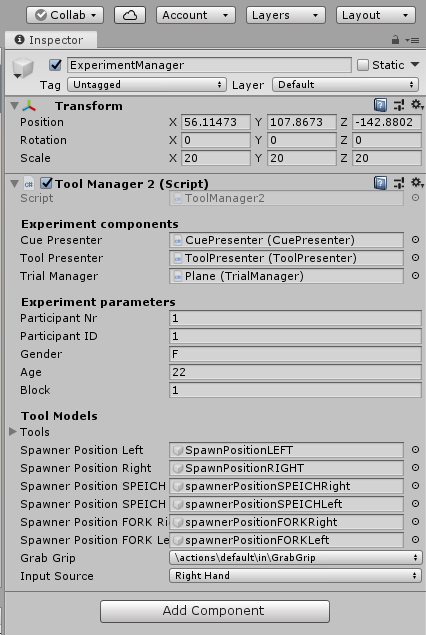 Collab Account Layers Layout
Inspector
ExperimentManager Static
Tag Untagged Layer Default
Transform
Position X 56.11473 Y 107.8673 Z -142.8802
Rotation X 0 Y 0 Z 0
Scale X 20 Y 20 Z 20
Tool Manager 2 (Script)
Script ToolManager2
Experiment components
Cue Presenter CuePresenter (CuePresenter)
Tool Presenter ToolPresenter (ToolPresenter)
Trial Manager Plane (TrialManager)
Experiment parameters
Participant Nr 1
Participant ID 1
Gender F
Age 22
Block 1
Tool Models
Tools
Spawner Position Left SpawnPositionLEFT
Spawner Position Right SpawnPositionRIGHT
Spawner Position SPEICH spawnerPositionSPEICHRight
Spawner Position SPEICH spawnerPositionSPEICHLeft
Spawner Position FORK Ri spawnerPositionFORKRight
Spawner Position FORK Le spawnerPositionFORKLeft
Grab Grip \actions\default\in\GrabGrip
Input Source Right Hand
Add Component